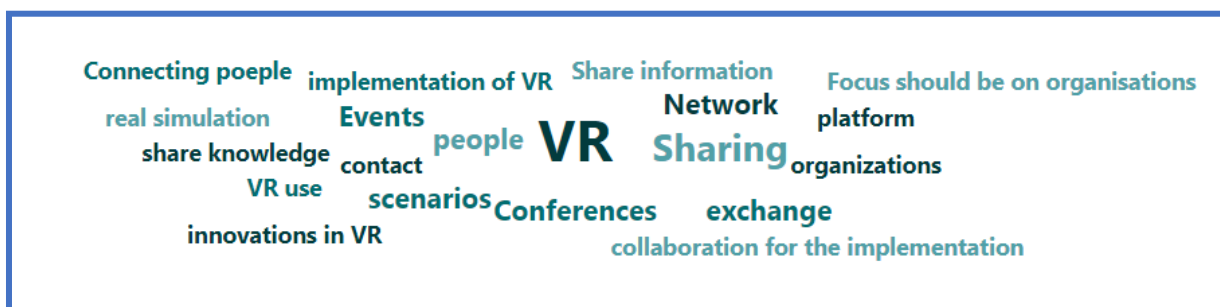 Connecting poeple
implementation of VR
Share information
Focus should be on organisations
real simulation
Events
Network
platform
people
VR
Sharing
share knowledge
contact
organizations
VR use
scenarios
Conferences
exchange
innovations in VR
collaboration for the implementation